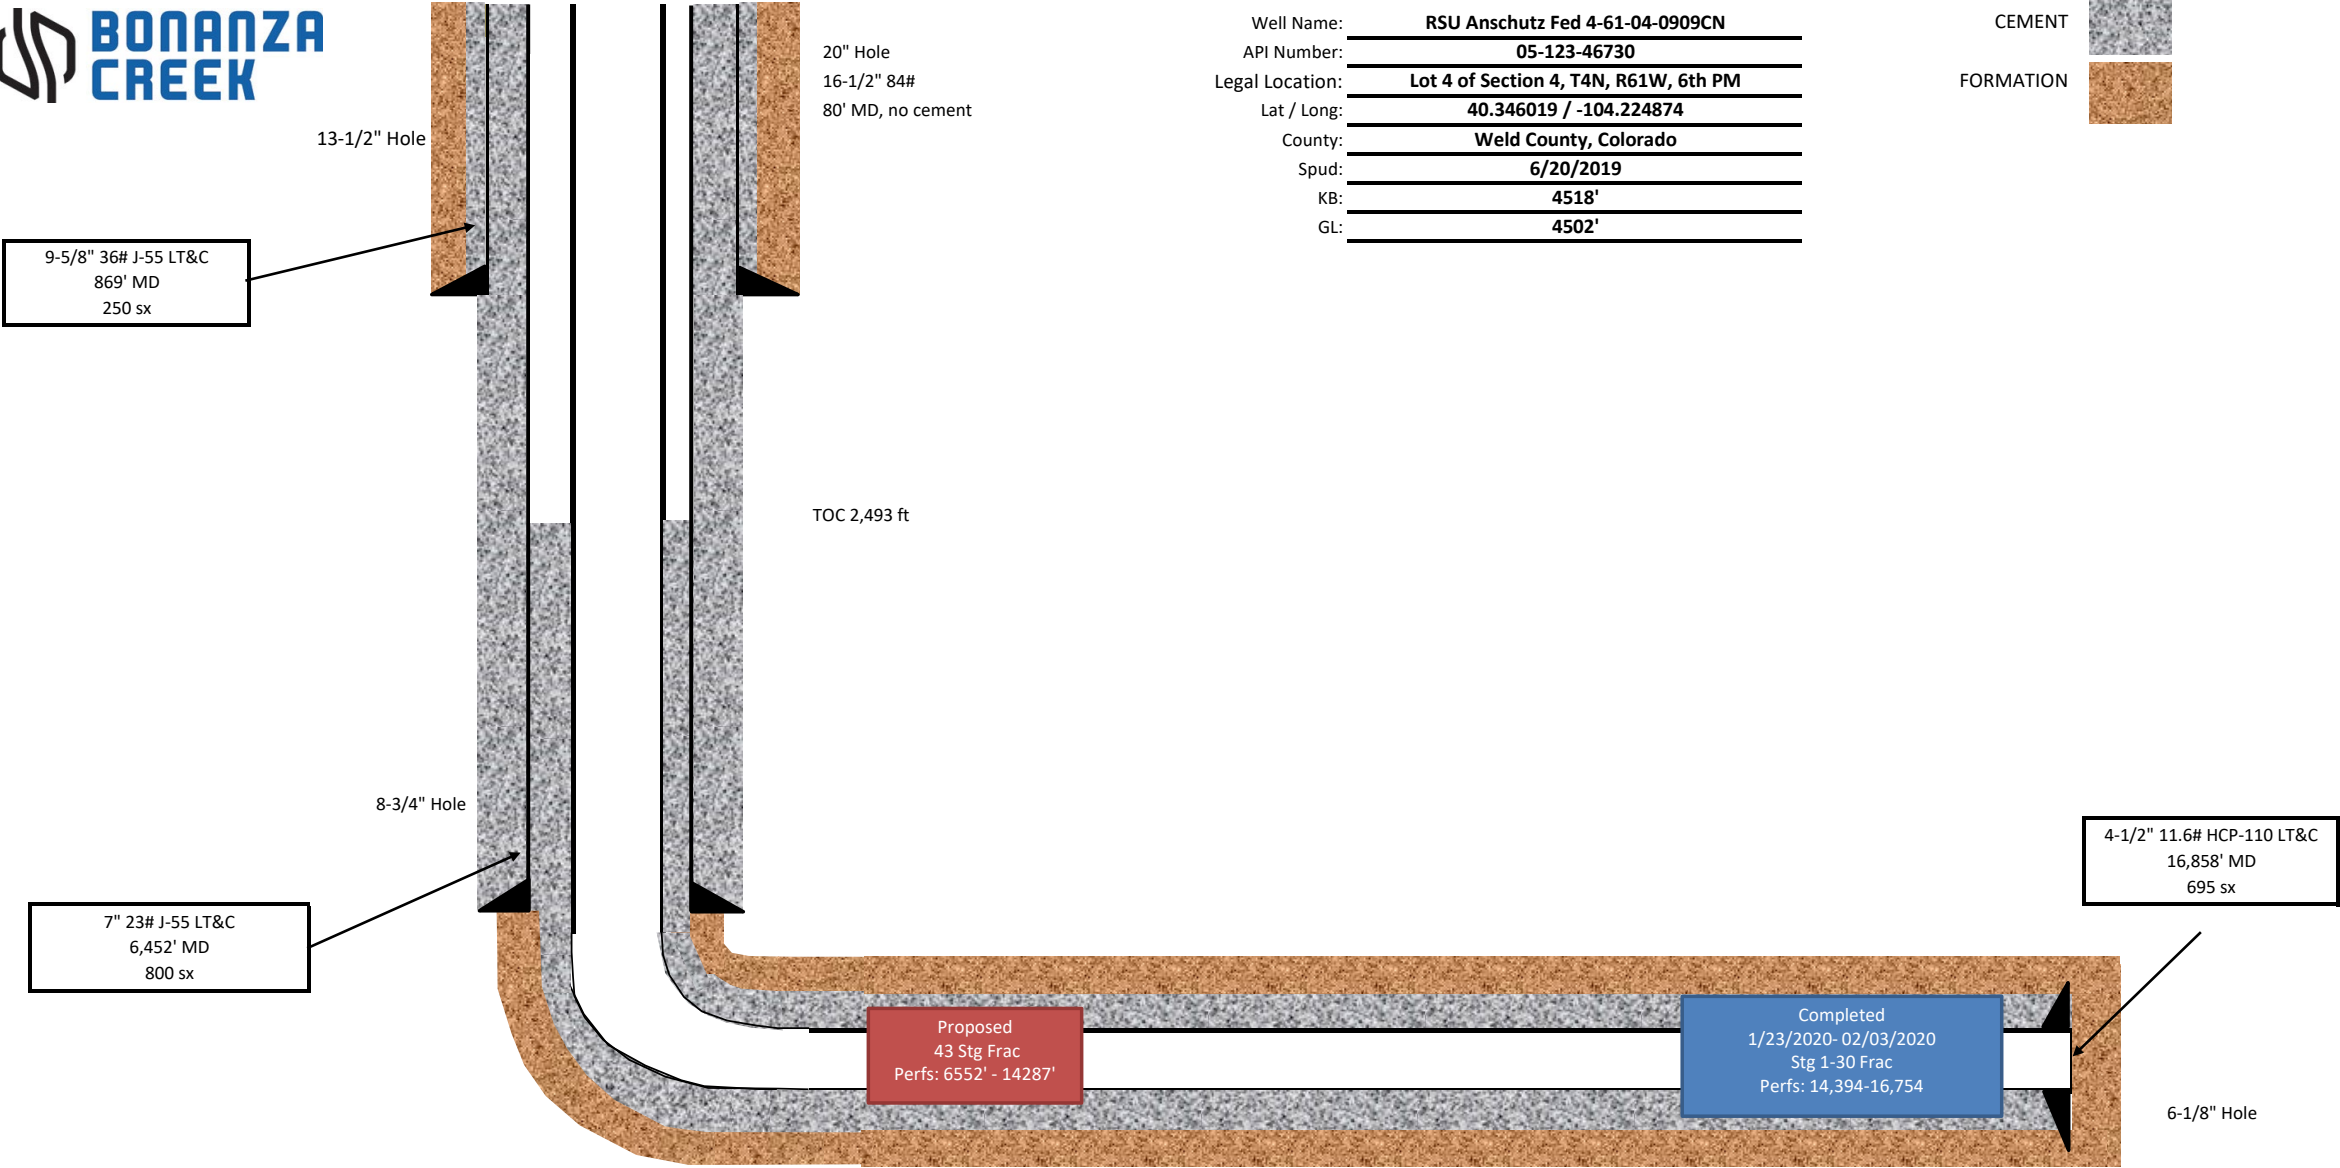 BONANZA
CREEK
20" Hole
16-1/2" 84#
80' MD, no cement
Well Name: RSU Anschutz Fed 4-61-04-0909CN
API Number: 05-123-46730
Legal Location: Lot 4 of Section 4, T4N, R61W, 6th PM
Lat / Long: 40.346019 / -104.224874
County: Weld County, Colorado
Spud: 6/20/2019
KB: 4518'
GL: 4502'
CEMENT
FORMATION
13-1/2" Hole
9-5/8" 36# J-55 LT&C
869' MD
250 sx
TOC 2,493 ft
8-3/4" Hole
7" 23# J-55 LT&C
6,452' MD
800 sx
4-1/2" 11.6# HCP-110 LT&C
16,858' MD
695 sx
Proposed
43 Stg Frac
Perfs: 6552' - 14287'
Completed
1/23/2020- 02/03/2020
Stg 1-30 Frac
Perfs: 14,394-16,754
6-1/8" Hole